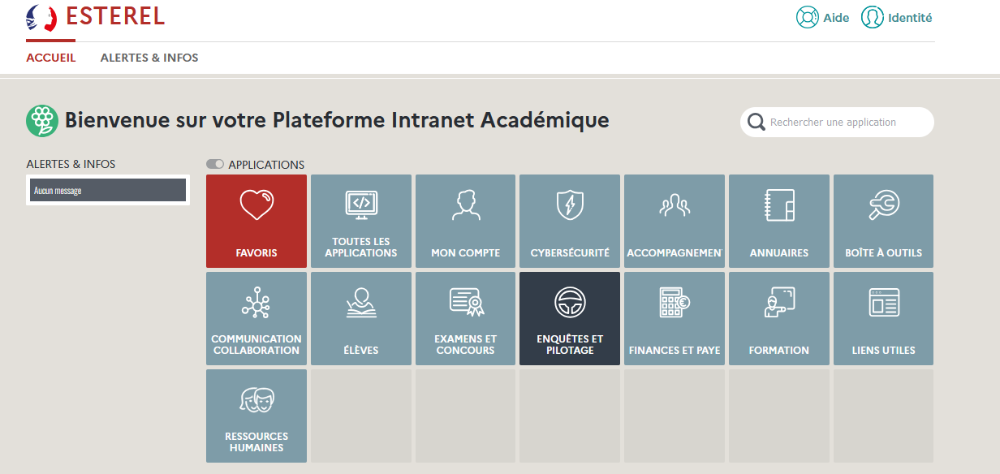 ESTEREL
Aide
Identité
ACCUEIL
ALERTES & INFOS
Bienvenue sur votre Plateforme Intranet Académique
Rechercher une application
ALERTES & INFOS
Aucun message
APPLICATIONS
FAVORIS
TOUTES LES
APPLICATIONS
MON COMPTE
CYBERSÉCURITÉ
ACCOMPAGNEMEN
ANNUAIRES
BOÎTE À OUTILS
COMMUNICATION
COLLABORATION
ÉLÈVES
EXAMENS ET
CONCOURS
ENQUÊTES ET
PILOTAGE
FINANCES ET PAYE
FORMATION
LIENS UTILES
RESSOURCES
HUMAINES